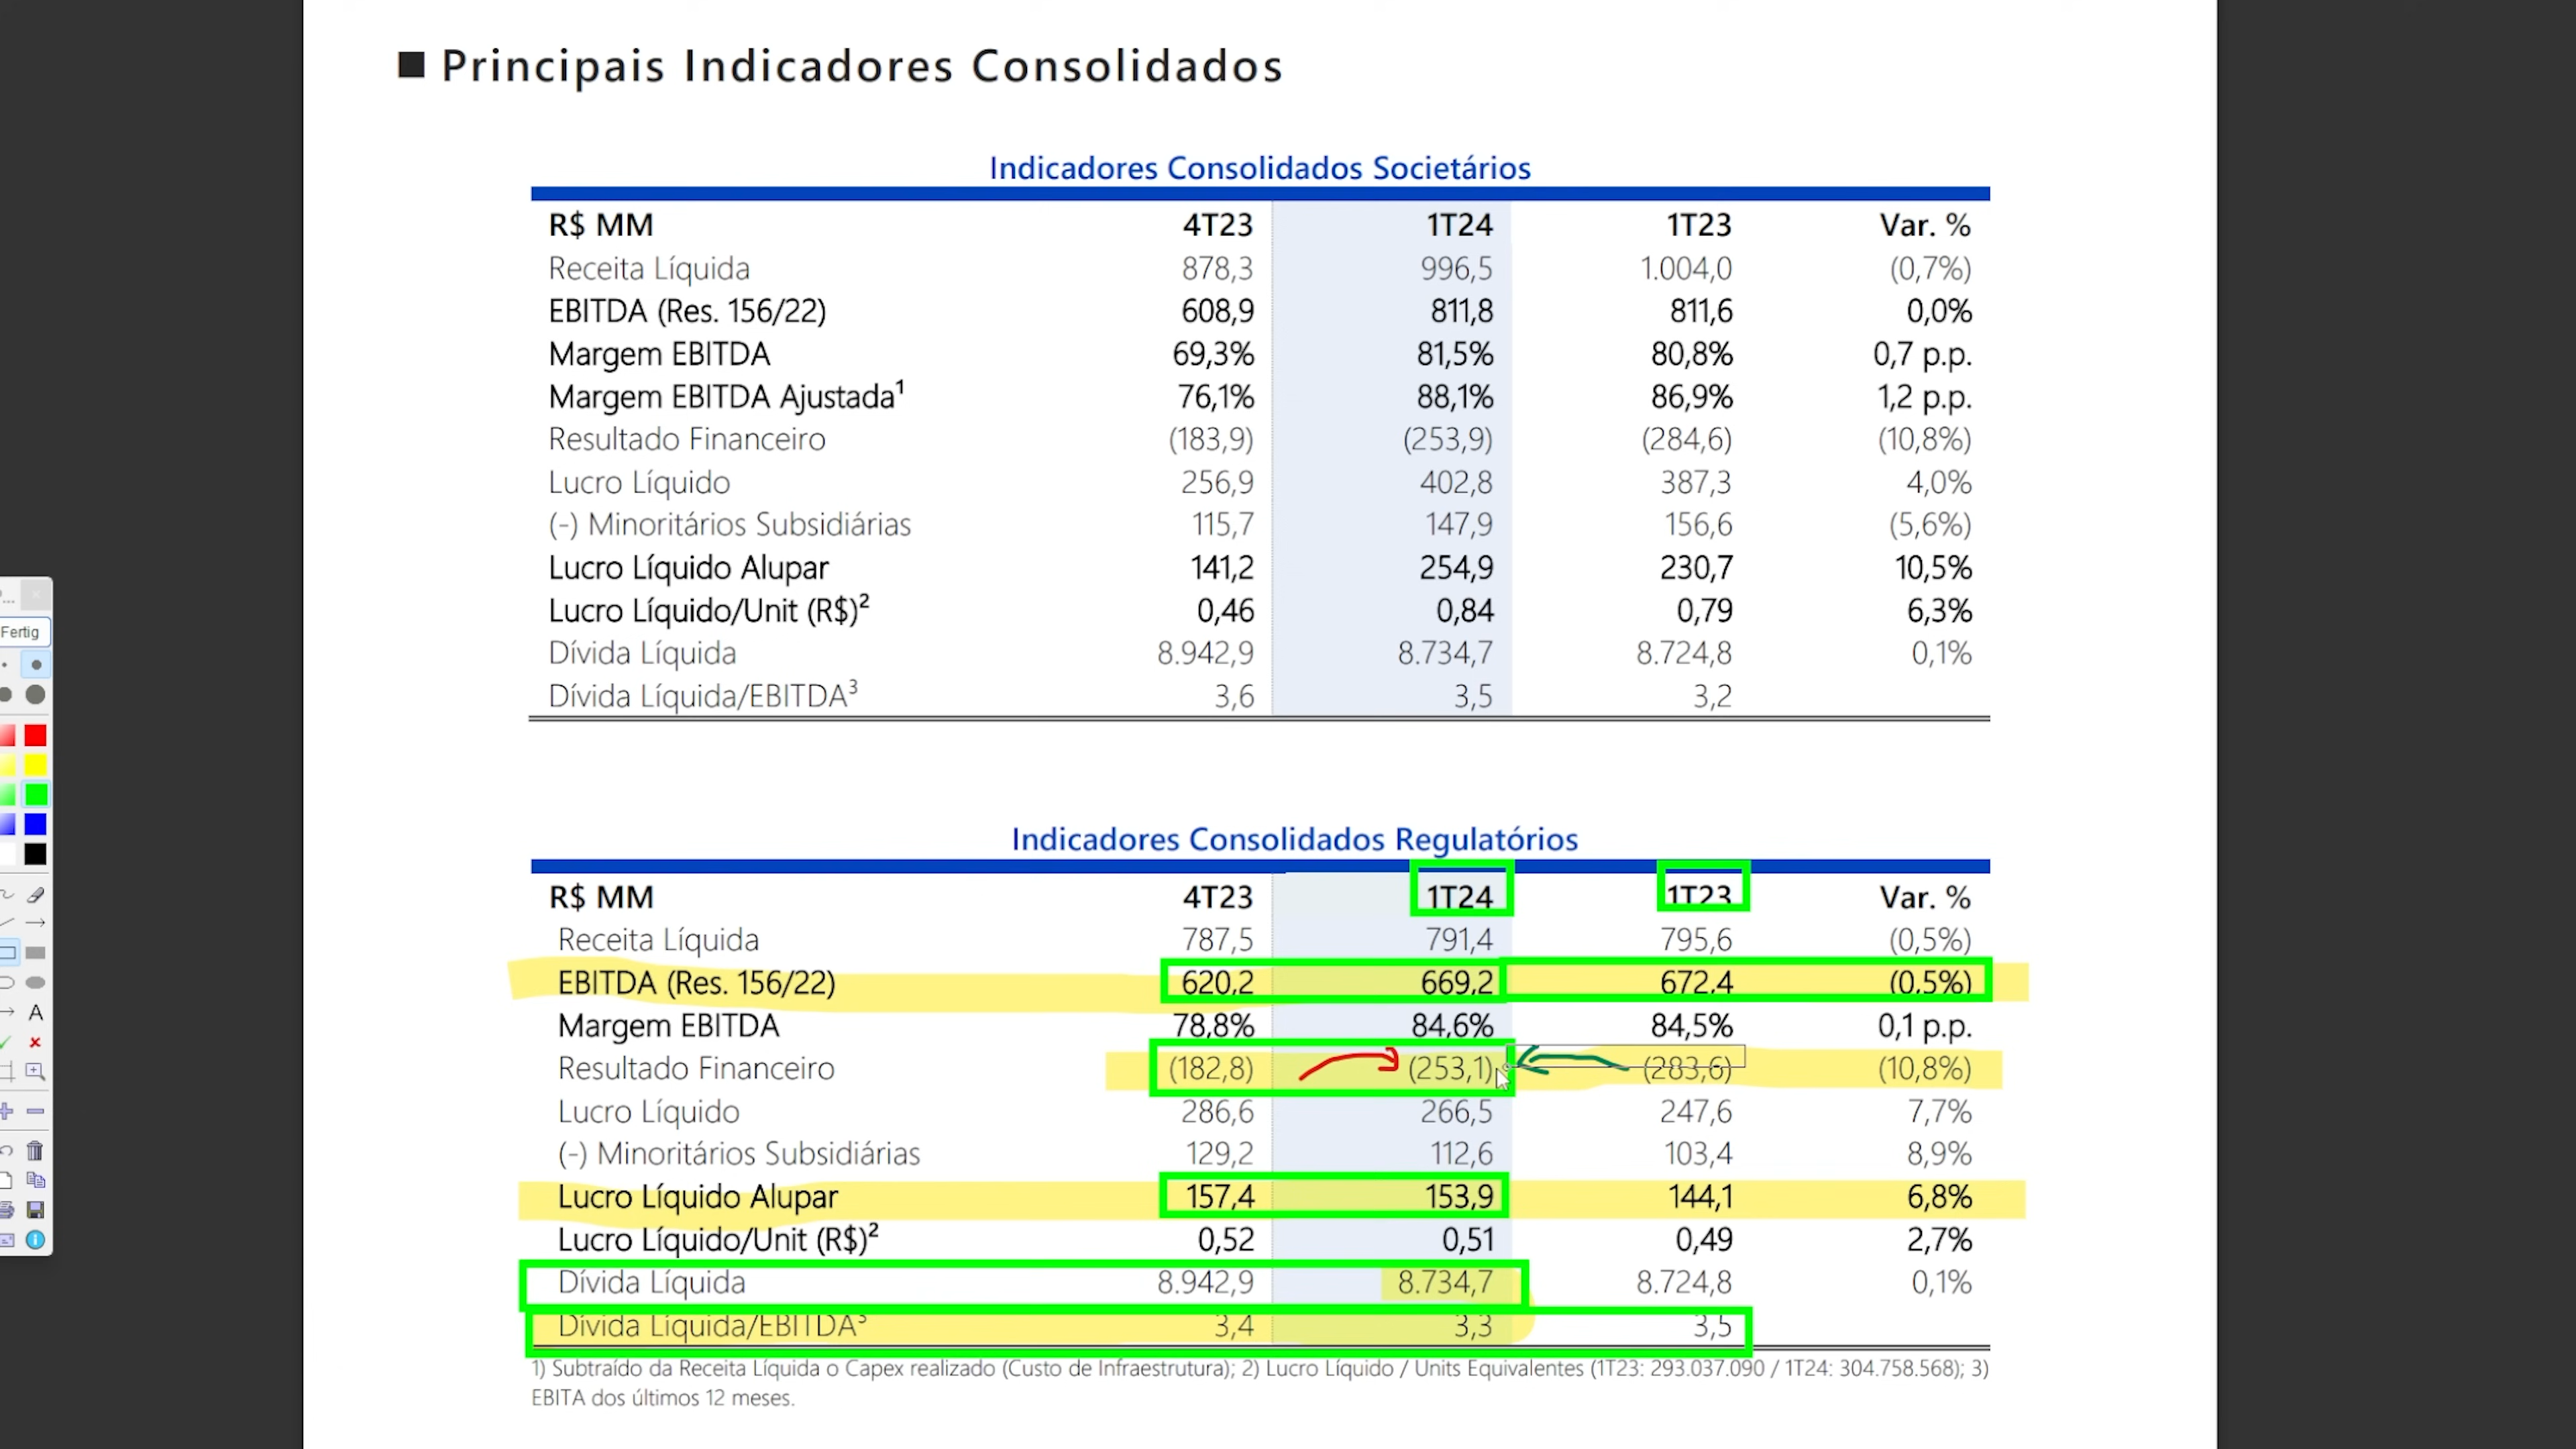 ■ Principais Indicadores Consolidados
Indicadores Consolidados Societários
R$ MM 4T23 1T24 1T23 Var. %
Receita Líquida 878,3 996,5 1.004,0 (0,7%)
EBITDA (Res. 156/22) 608,9 811,8 811,6 0,0%
Margem EBITDA 69,3% 81,5% 80,8% 0,7 p.p.
Margem EBITDA Ajustada¹ 76,1% 88,1% 86,9% 1,2 p.p.
Resultado Financeiro (183,9) (253,9) (284,6) (10,8%)
Lucro Líquido 256,9 402,8 387,3 4,0%
(-) Minoritários Subsidiárias 115,7 147,9 156,6 (5,6%)
Lucro Líquido Alupar 141,2 254,9 230,7 10,5%
Lucro Líquido/Unit (R$)² 0,46 0,84 0,79 6,3%
Dívida Líquida 8.942,9 8.734,7 8.724,8 0,1%
Dívida Líquida/EBITDA³ 3,6 3,5 3,2
Indicadores Consolidados Regulatórios
R$ MM 4T23 1T24 1T23 Var. %
Receita Líquida 787,5 791,4 795,6 (0,5%)
EBITDA (Res. 156/22) 620,2 669,2 672,4 (0,5%)
Margem EBITDA 78,8% 84,6% 84,5% 0,1 p.p.
Resultado Financeiro (182,8) (253,1) (283,6) (10,8%)
Lucro Líquido 286,6 266,5 247,6 7,7%
(-) Minoritários Subsidiárias 129,2 112,6 103,4 8,9%
Lucro Líquido Alupar 157,4 153,9 144,1 6,8%
Lucro Líquido/Unit (R$)² 0,52 0,51 0,49 2,7%
Dívida Líquida 8.942,9 8.734,7 8.724,8 0,1%
Dívida Líquida/EBITDA³ 3,4 3,3 3,5
1) Subtraído da Receita Líquida o Capex realizado (Custo de Infraestrutura); 2) Lucro Líquido / Units Equivalentes (1T23: 293.037.090 / 1T24: 304.758.568); 3)
EBITA dos últimos 12 meses.
Fertig
A